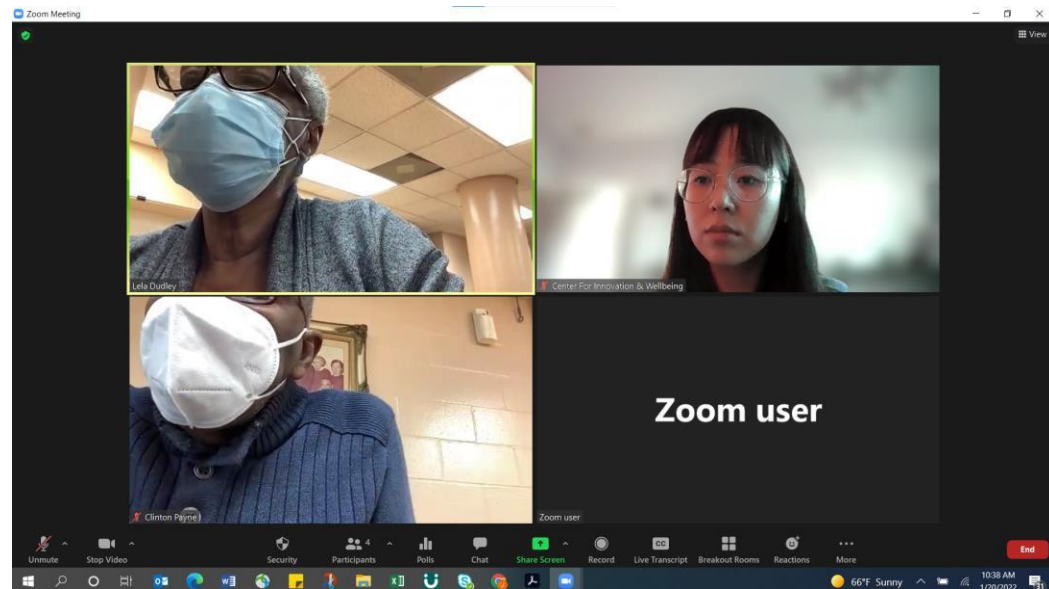 Zoom Meeting
View
Lela Dudley
Center For Innovation & Wellbeing
Clinton Payne
Zoom user
Zoom user
Unmute
Stop Video
Security
4
Participants
Polls
Chat
Share Screen
Record
CC
Live Transcript
Breakout Rooms
Reactions
More
End
66°F Sunny
10:38 AM
1/20/2022
31